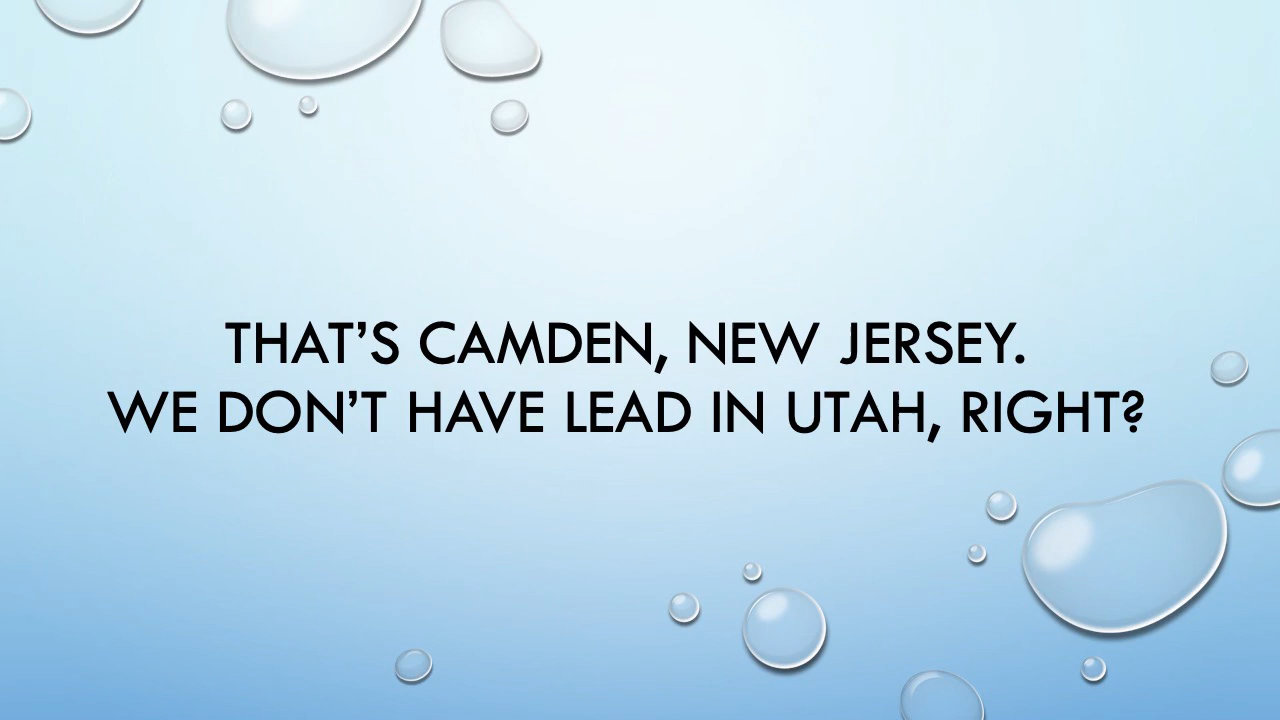 THAT’S CAMDEN, NEW JERSEY.
WE DON’T HAVE LEAD IN UTAH, RIGHT?